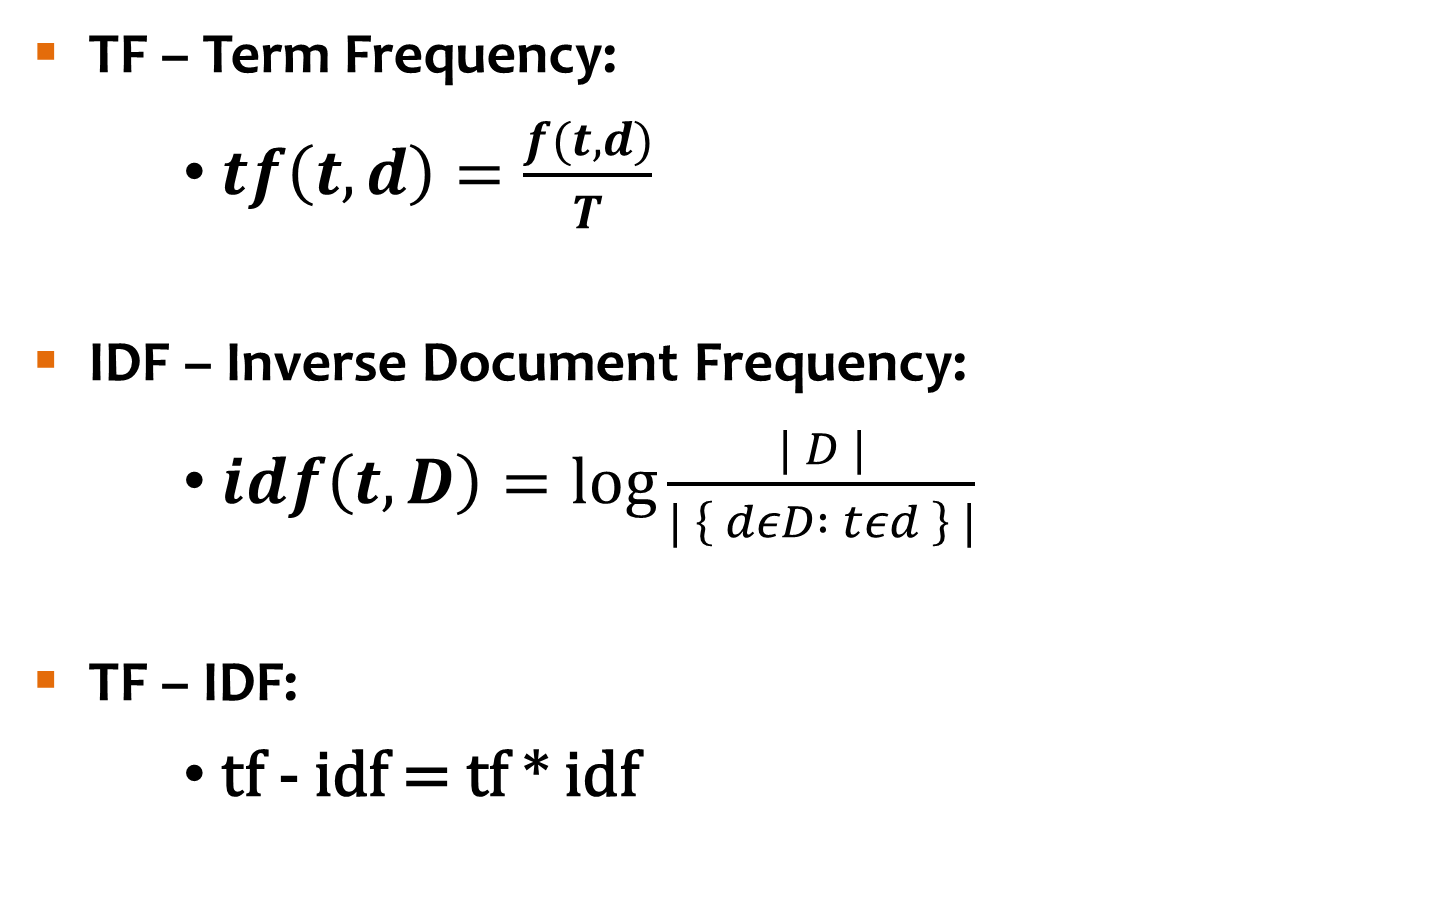 ▪ TF – Term Frequency:
• tf(t, d) = f(t,d) / T
▪ IDF – Inverse Document Frequency:
• idf(t, D) = log | D | / | { dϵD: tϵd } |
▪ TF – IDF:
• tf - idf = tf * idf